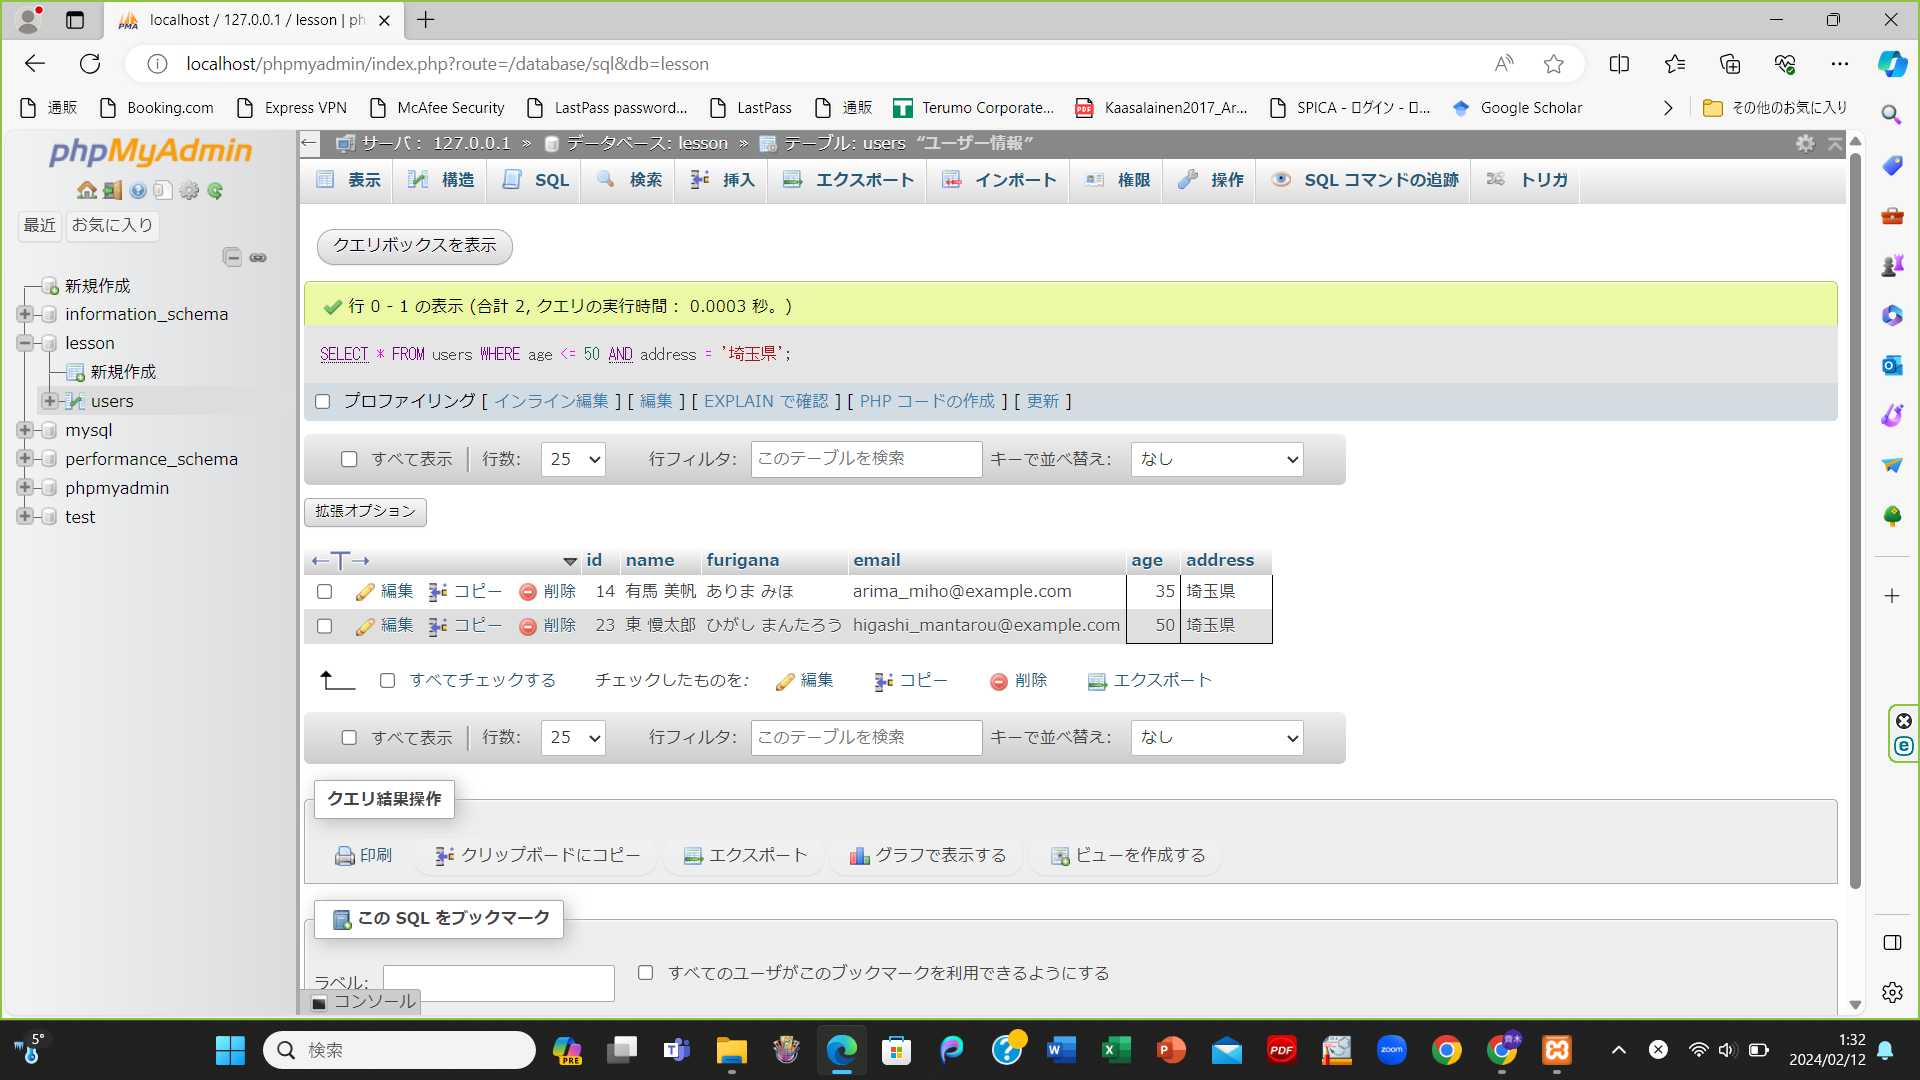 localhost / 127.0.0.1 / lesson | ph
localhost/phpmyadmin/index.php?route=/database/sql&db=lesson
通販 Booking.com Express VPN McAfee Security LastPass password... LastPass 通販 Terumo Corporate... Kaasalainen2017_Ar... SPICA - ログイン - ロ... Google Scholar その他のお気に入り
phpMyAdmin
最近 お気に入り
新規作成
information_schema
lesson
新規作成
users
mysql
performance_schema
phpmyadmin
test
サーバ: 127.0.0.1 » データベース: lesson » テーブル: users “ユーザー情報”
表示 構造 SQL 検索 挿入 エクスポート インポート 権限 操作 SQL コマンドの追跡 トリガ
クエリボックスを表示
行 0 - 1 の表示 (合計 2, クエリの実行時間: 0.0003 秒。)
SELECT * FROM users WHERE age <= 50 AND address = '埼玉県';
プロファイリング [ インライン編集 ] [ 編集 ] [ EXPLAIN で確認 ] [ PHP コードの作成 ] [ 更新 ]
すべて表示 行数: 25 行フィルタ: このテーブルを検索 キーで並べ替え: なし
拡張オプション
←T→ id name furigana email age address
編集 コピー 削除 14 有馬 美帆 ありま みほ arima_miho@example.com 35 埼玉県
編集 コピー 削除 23 東 慢太郎 ひがし まんたろう higashi_mantarou@example.com 50 埼玉県
すべてチェックする チェックしたものを: 編集 コピー 削除 エクスポート
すべて表示 行数: 25 行フィルタ: このテーブルを検索 キーで並べ替え: なし
クエリ結果操作
印刷 クリップボードにコピー エクスポート グラフで表示する ビューを作成する
この SQL をブックマーク
ラベル: すべてのユーザがこのブックマークを利用できるようにする
コンソール
5°
検索
1:32
2024/02/12